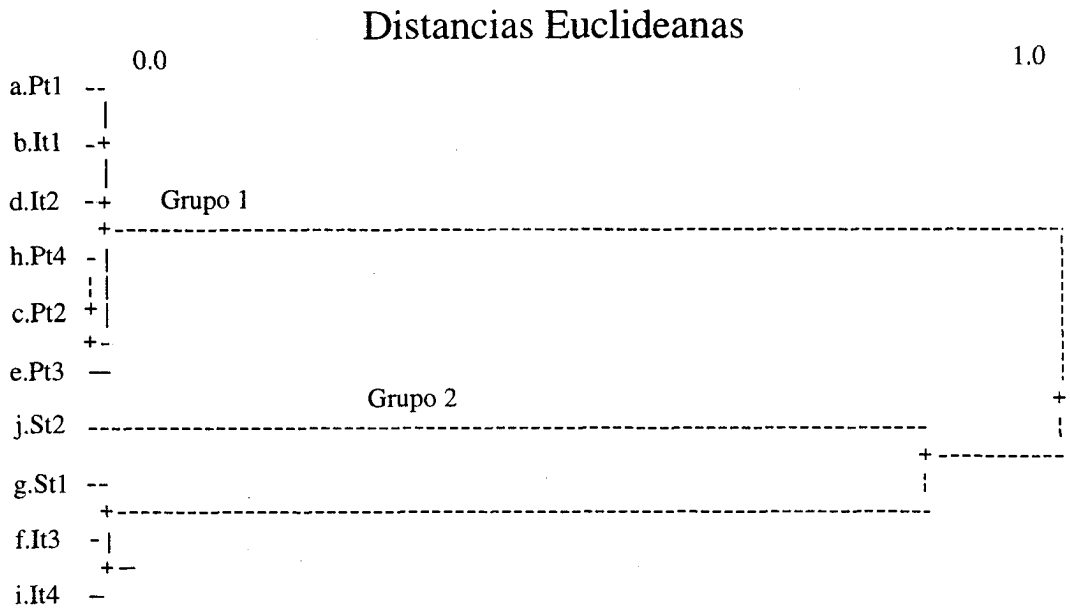 Distancias Euclideanas
0.0 1.0
a.Pt1
b.It1
d.It2 Grupo 1
h.Pt4
c.Pt2
e.Pt3
Grupo 2
j.St2
g.St1
f.It3
i.It4